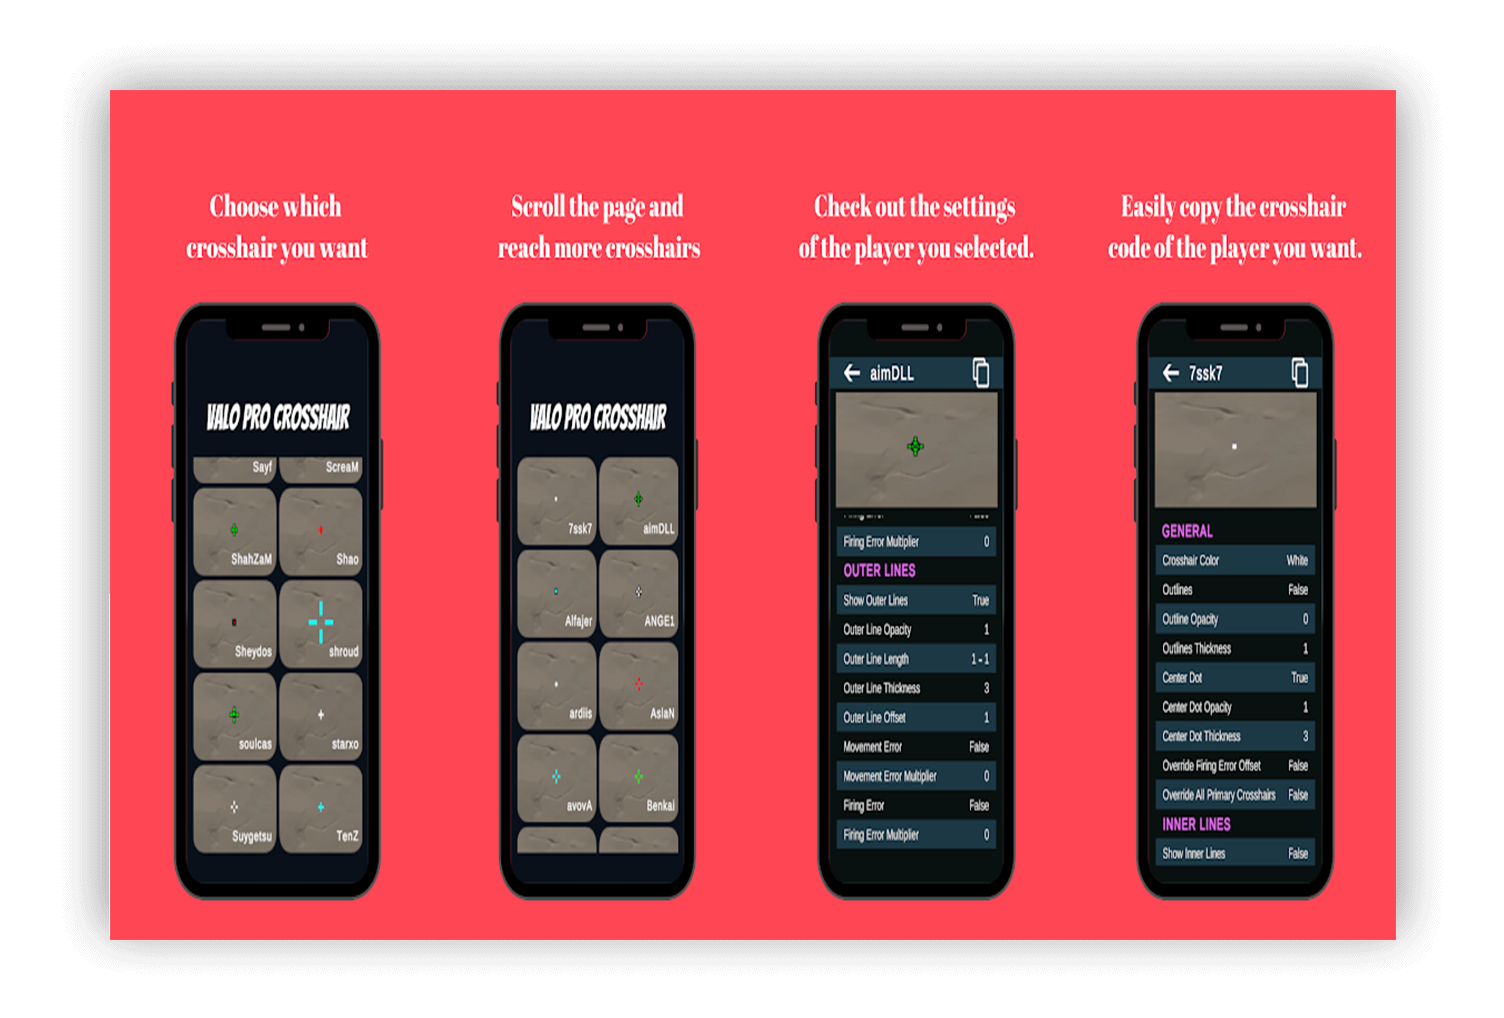 Choose which
crosshair you want
Scroll the page and
reach more crosshairs
Check out the settings
of the player you selected.
Easily copy the crosshair
code of the player you want.
VALO PRO CROSSHAIR
Sayf
ScreaM
ShahZaM
Shao
Sheydos
shroud
soulcas
starxo
Suygetsu
TenZ
VALO PRO CROSSHAIR
7ssk7
aimDLL
Alfajer
ANGE1
ardiis
AslaN
avovA
Benkai
aimDLL
Firing Error Multiplier 0
OUTER LINES
Show Outer Lines True
Outer Line Opacity 1
Outer Line Length 1 - 1
Outer Line Thickness 3
Outer Line Offset 1
Movement Error False
Movement Error Multiplier 0
Firing Error False
Firing Error Multiplier 0
7ssk7
GENERAL
Crosshair Color White
Outlines False
Outline Opacity 0
Outlines Thickness 1
Center Dot True
Center Dot Opacity 1
Center Dot Thickness 3
Override Firing Error Offset False
Override All Primary Crosshairs False
INNER LINES
Show Inner Lines False